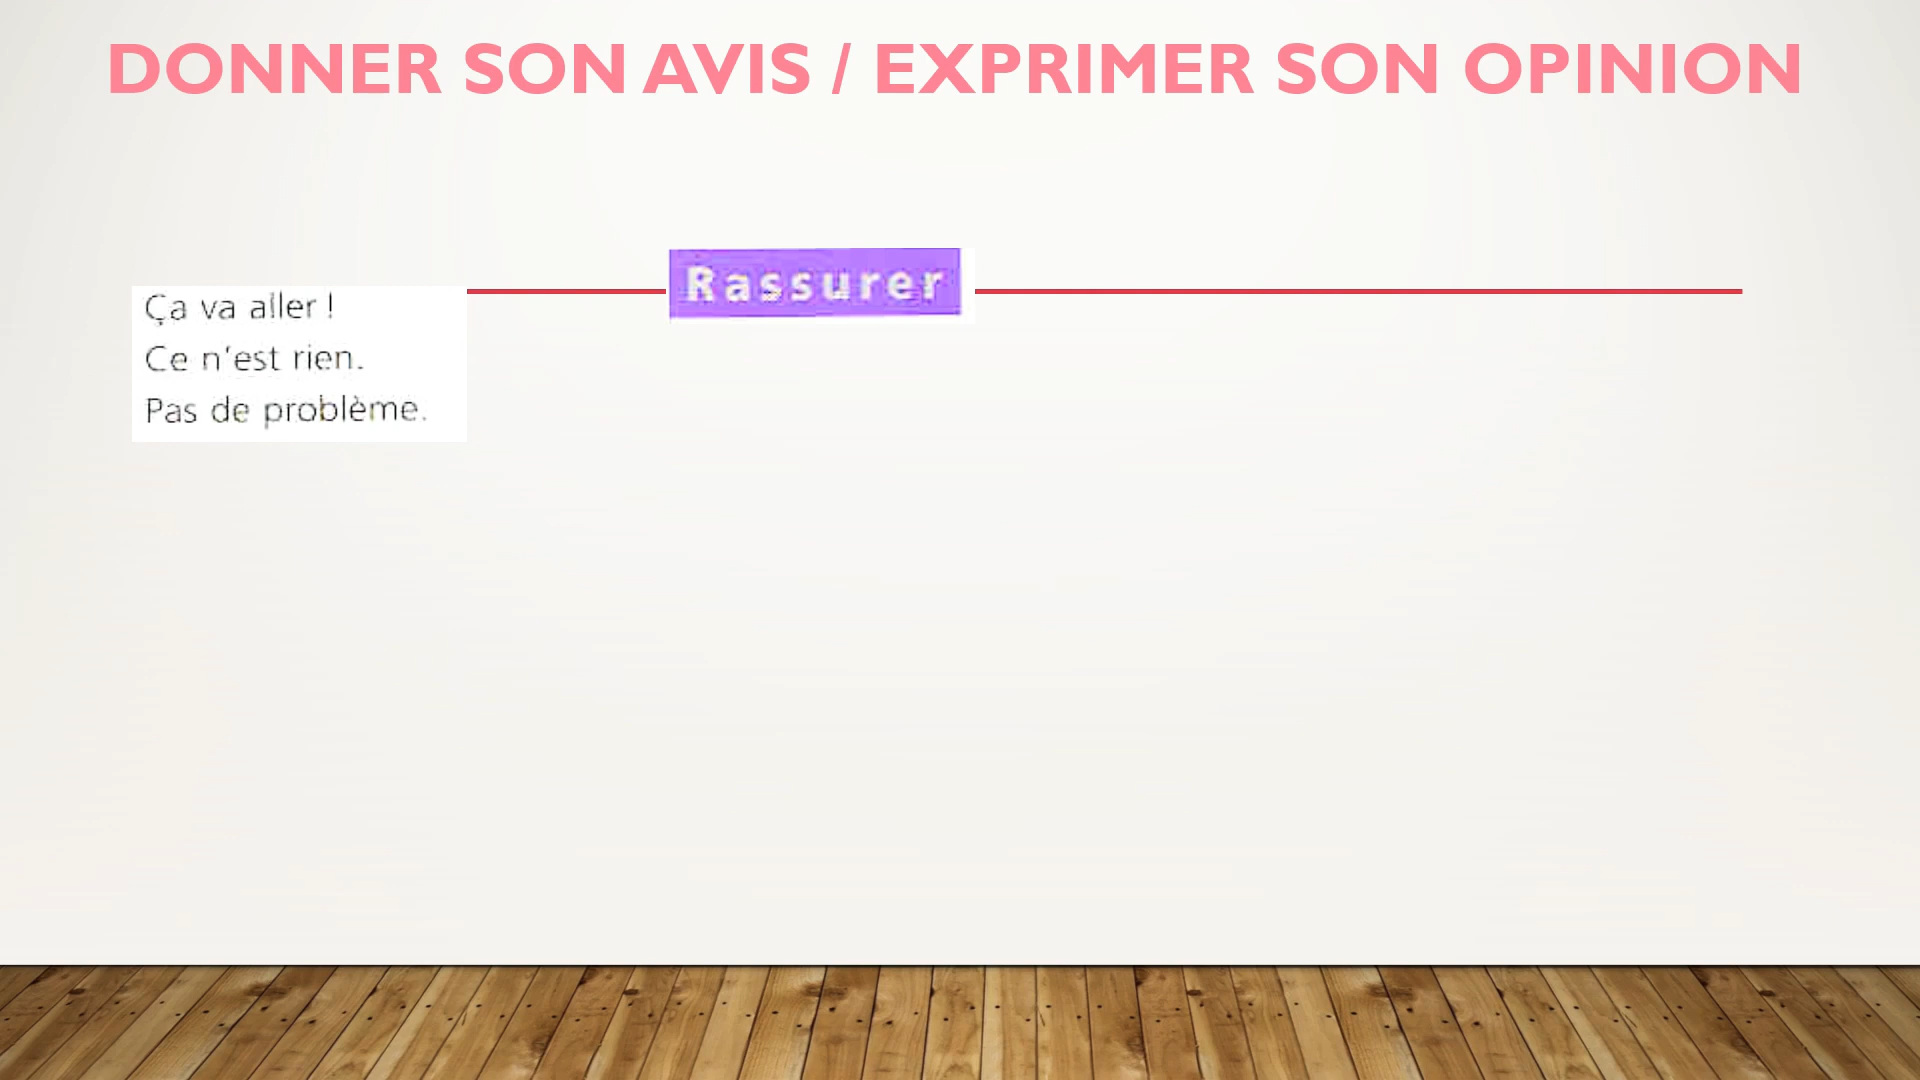 DONNER SON AVIS / EXPRIMER SON OPINION
Rassurer
Ça va aller !
Ce n'est rien.
Pas de problème.